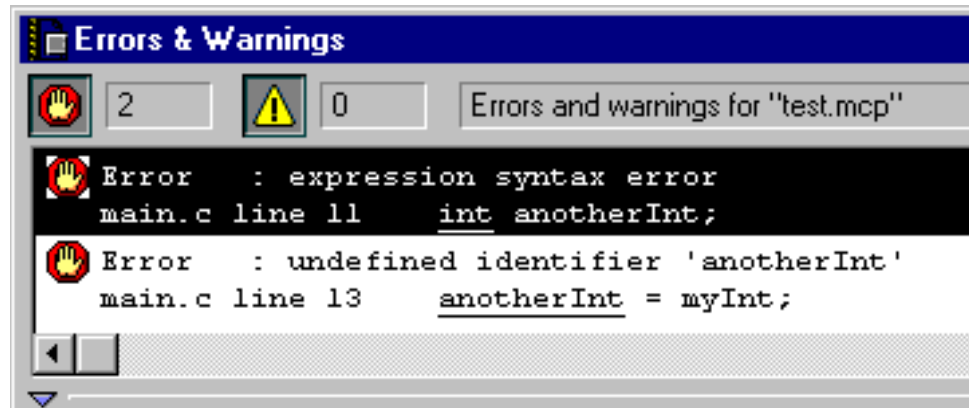 Errors & Warnings
2 0 Errors and warnings for "test.mcp"
Error : expression syntax error
main.c line 11 int anotherInt;
Error : undefined identifier 'anotherInt'
main.c line 13 anotherInt = myInt;